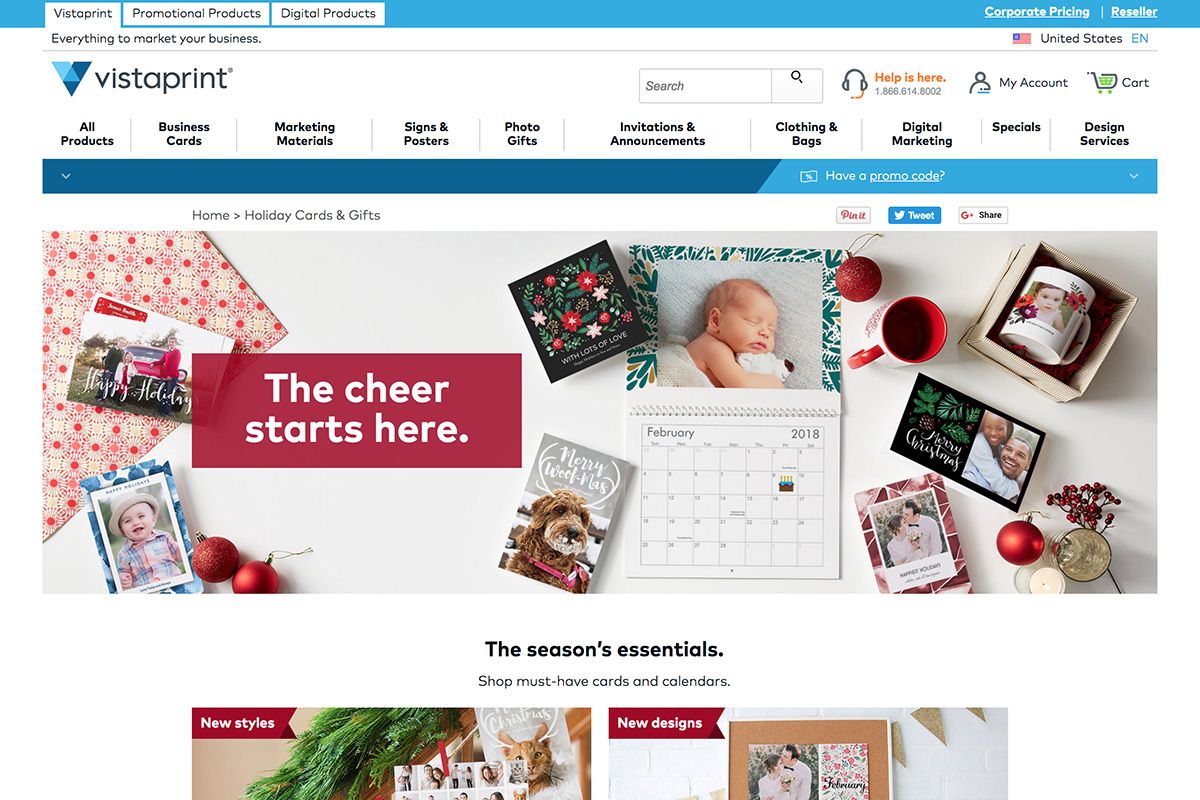 Vistaprint
Promotional Products
Digital Products
Corporate Pricing | Reseller
Everything to market your business.
United States EN
vistaprint®
Search
Help is here.
1.866.614.8002
My Account
Cart
All
Products
Business
Cards
Marketing
Materials
Signs &
Posters
Photo
Gifts
Invitations &
Announcements
Clothing &
Bags
Digital
Marketing
Specials
Design
Services
Have a promo code?
Home > Holiday Cards & Gifts
Pin it
Tweet
G+ Share
James Smith
Happy Holiday
The cheer
starts here.
WITH LOTS OF LOVE
February 2018
Merry
Woof-Mas
Merry
Christmas
HAPPY HOLIDAYS
HAPPIEST HOLIDAYS
The season's essentials.
Shop must-have cards and calendars.
New styles
Christmas
New designs
February